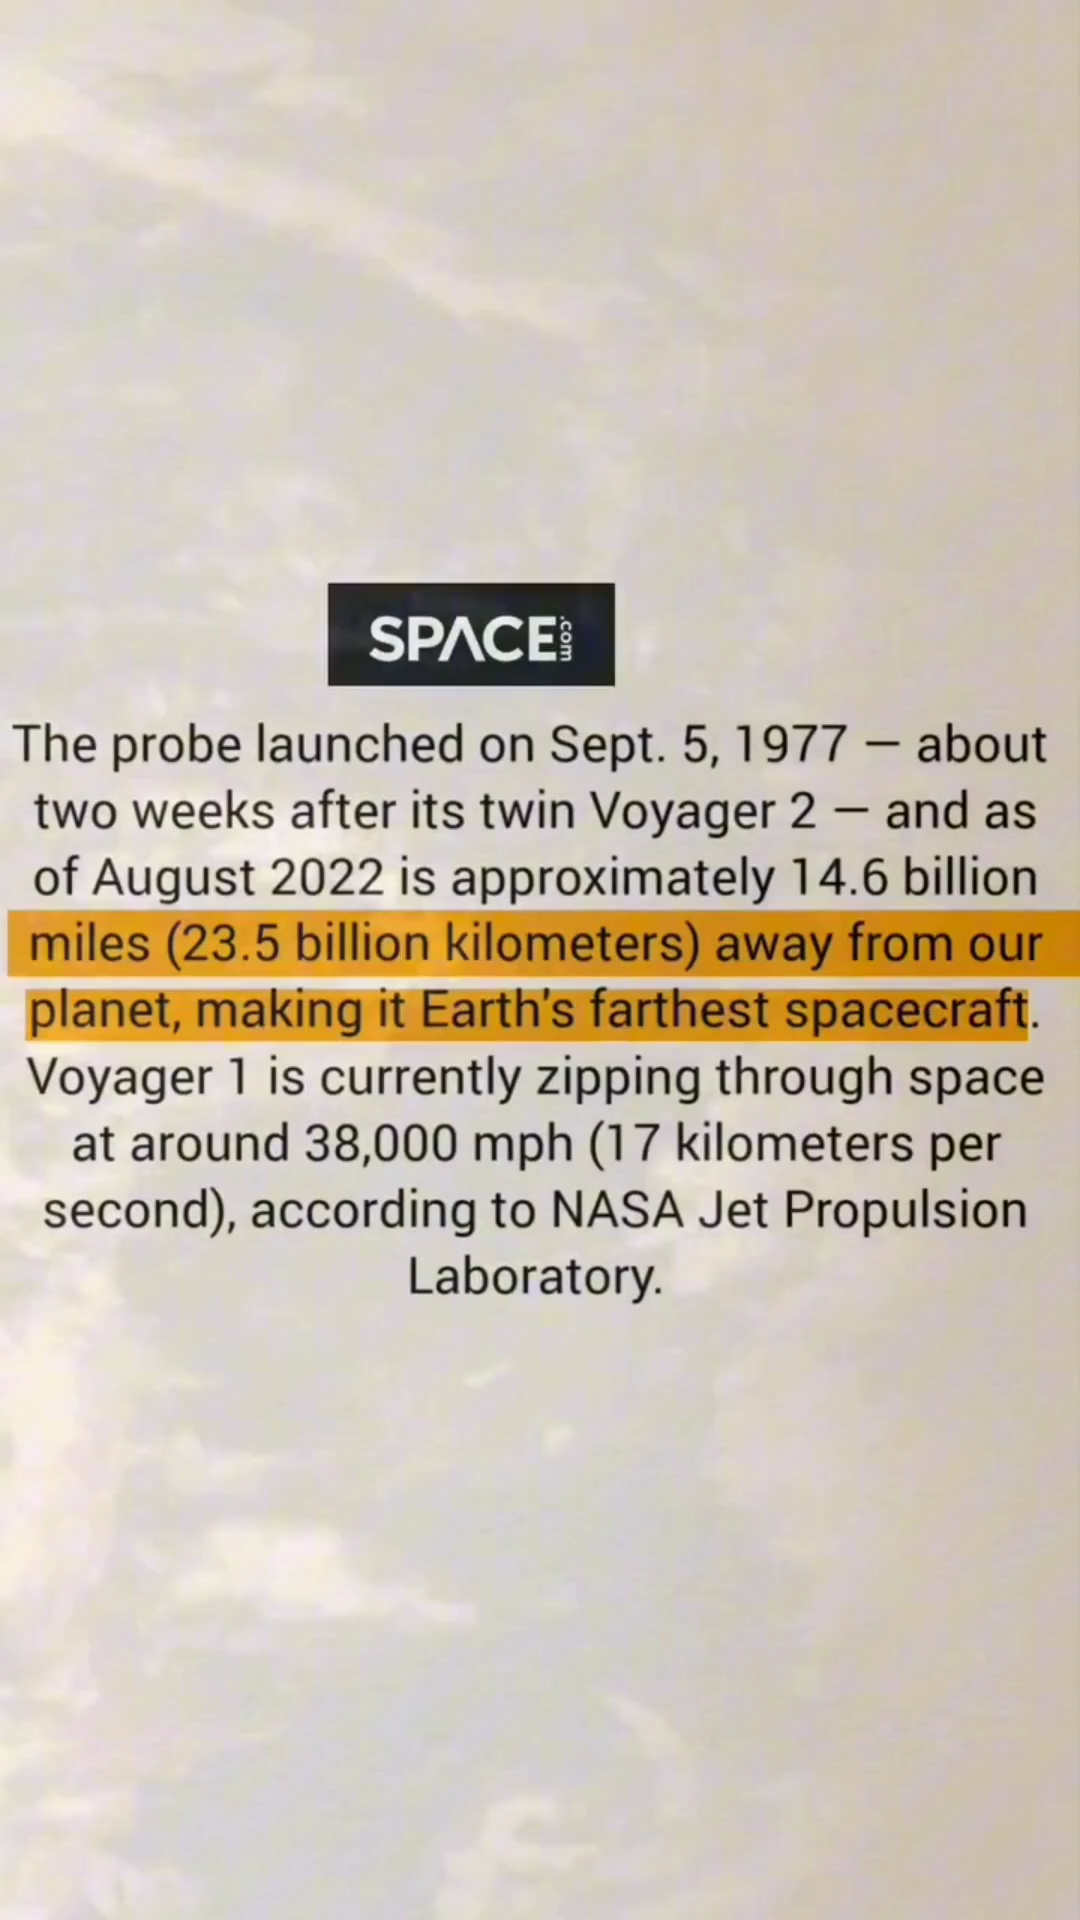 SPACE.com
The probe launched on Sept. 5, 1977 — about
two weeks after its twin Voyager 2 — and as
of August 2022 is approximately 14.6 billion
miles (23.5 billion kilometers) away from our
planet, making it Earth's farthest spacecraft.
Voyager 1 is currently zipping through space
at around 38,000 mph (17 kilometers per
second), according to NASA Jet Propulsion
Laboratory.